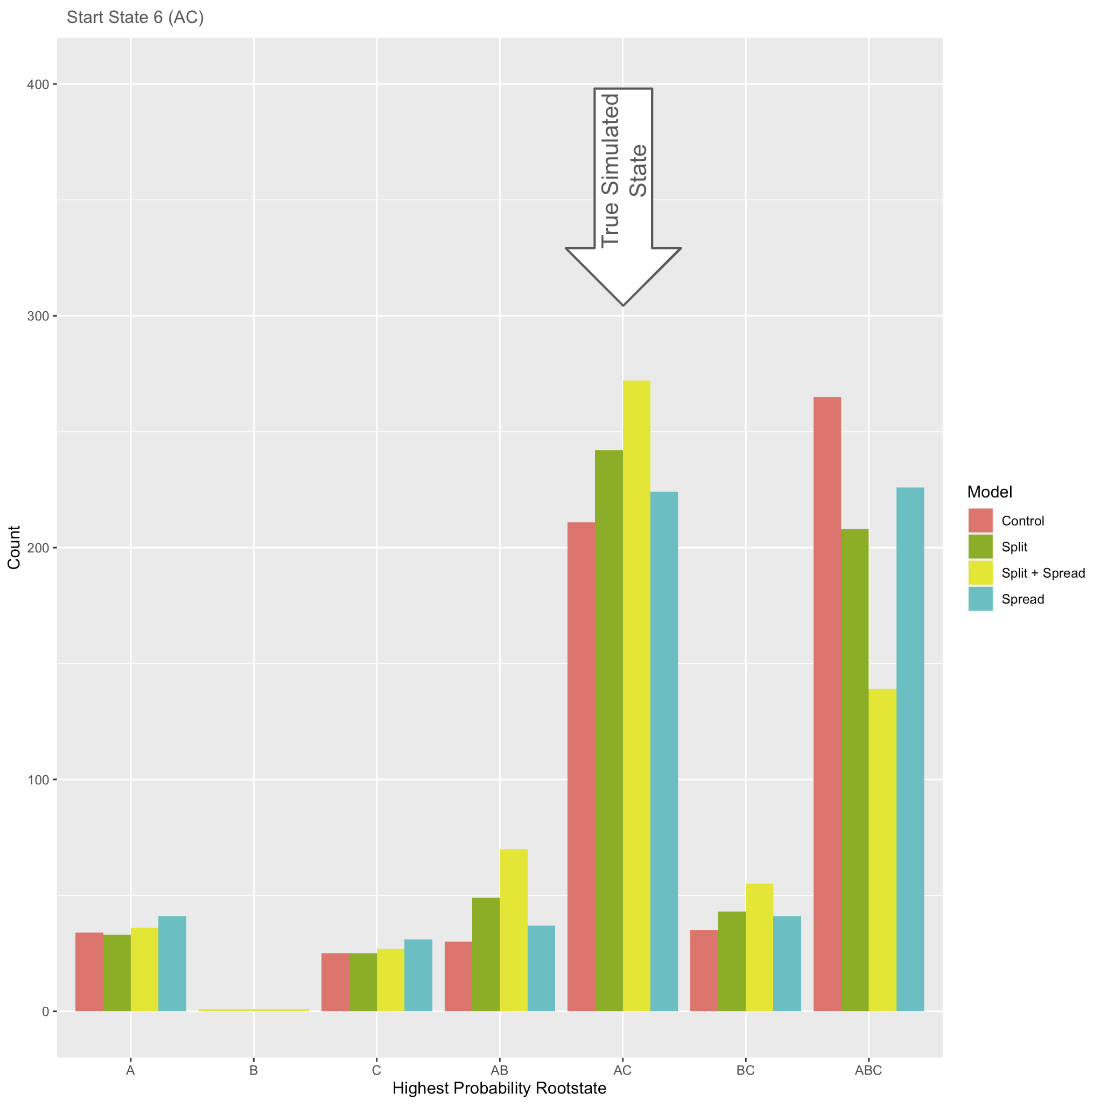 Start State 6 (AC)
400
300
200
100
0
Count
True Simulated
State
A
B
C
AB
AC
BC
ABC
Highest Probability Rootstate
Model
Control
Split
Split + Spread
Spread